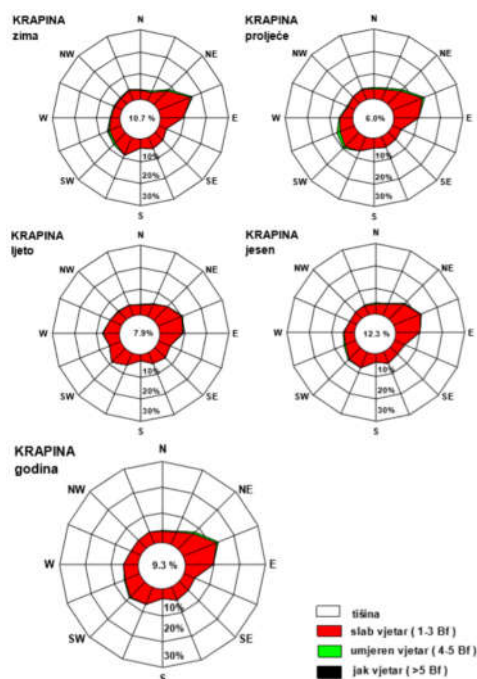 KRAPINA
zima
N
NW
NE
W
10.7 %
E
10%
20%
30%
SW
SE
S
KRAPINA
proljeće
N
NW
NE
W
6.0%
E
10%
20%
30%
SW
SE
S
KRAPINA
ljeto
N
NW
NE
W
7.9%
E
10%
20%
30%
SW
SE
S
KRAPINA
jesen
N
NW
NE
W
12.3 %
E
10%
20%
30%
SW
SE
S
KRAPINA
godina
N
NW
NE
W
9.3 %
E
10%
20%
30%
SW
SE
S
tišina
slab vjetar ( 1-3 Bf )
umjeren vjetar ( 4-5 Bf )
jak vjetar ( >5 Bf )